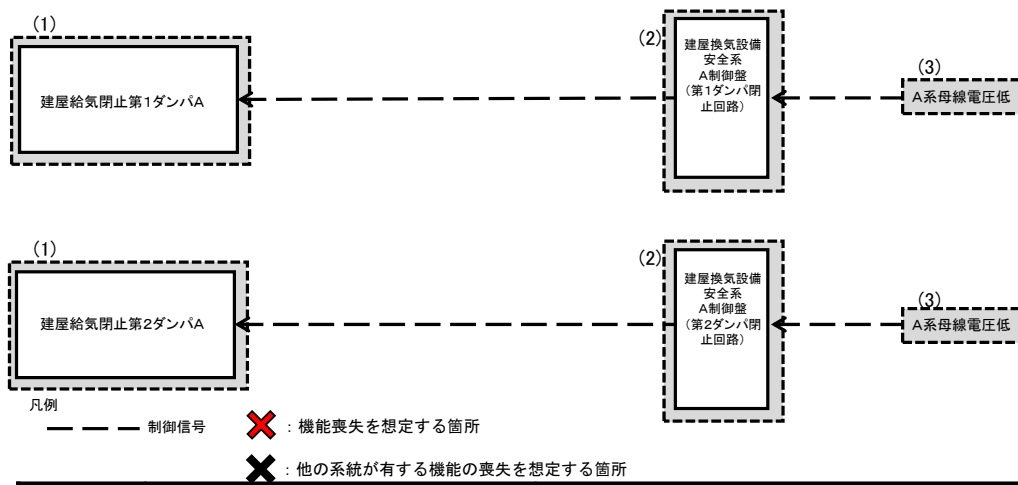 (1)
建屋給気閉止第1ダンパA
(2)
建屋換気設備
安全系
A制御盤
(第1ダンパ閉
止回路)
(3)
A系母線電圧低
(1)
建屋給気閉止第2ダンパA
(2)
建屋換気設備
安全系
A制御盤
(第2ダンパ閉
止回路)
(3)
A系母線電圧低
凡例
制御信号
：機能喪失を想定する箇所
：他の系統が有する機能の喪失を想定する箇所